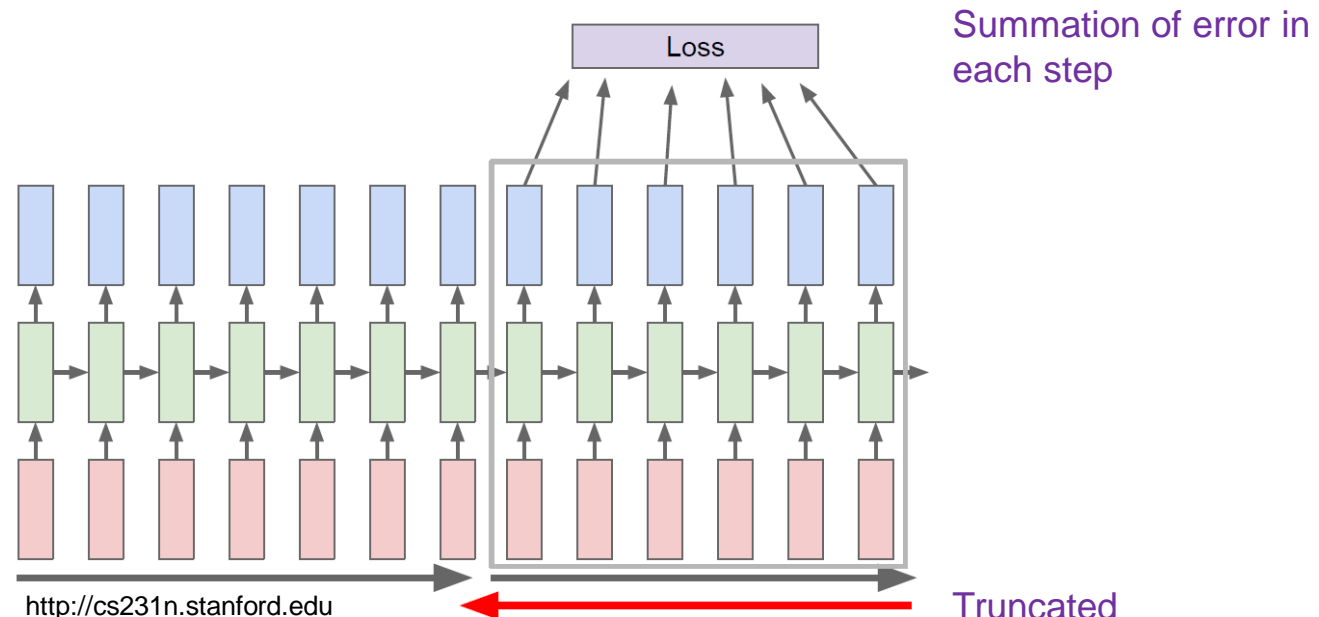 Summation of error in
each step
Loss
http://cs231n.stanford.edu
Truncated